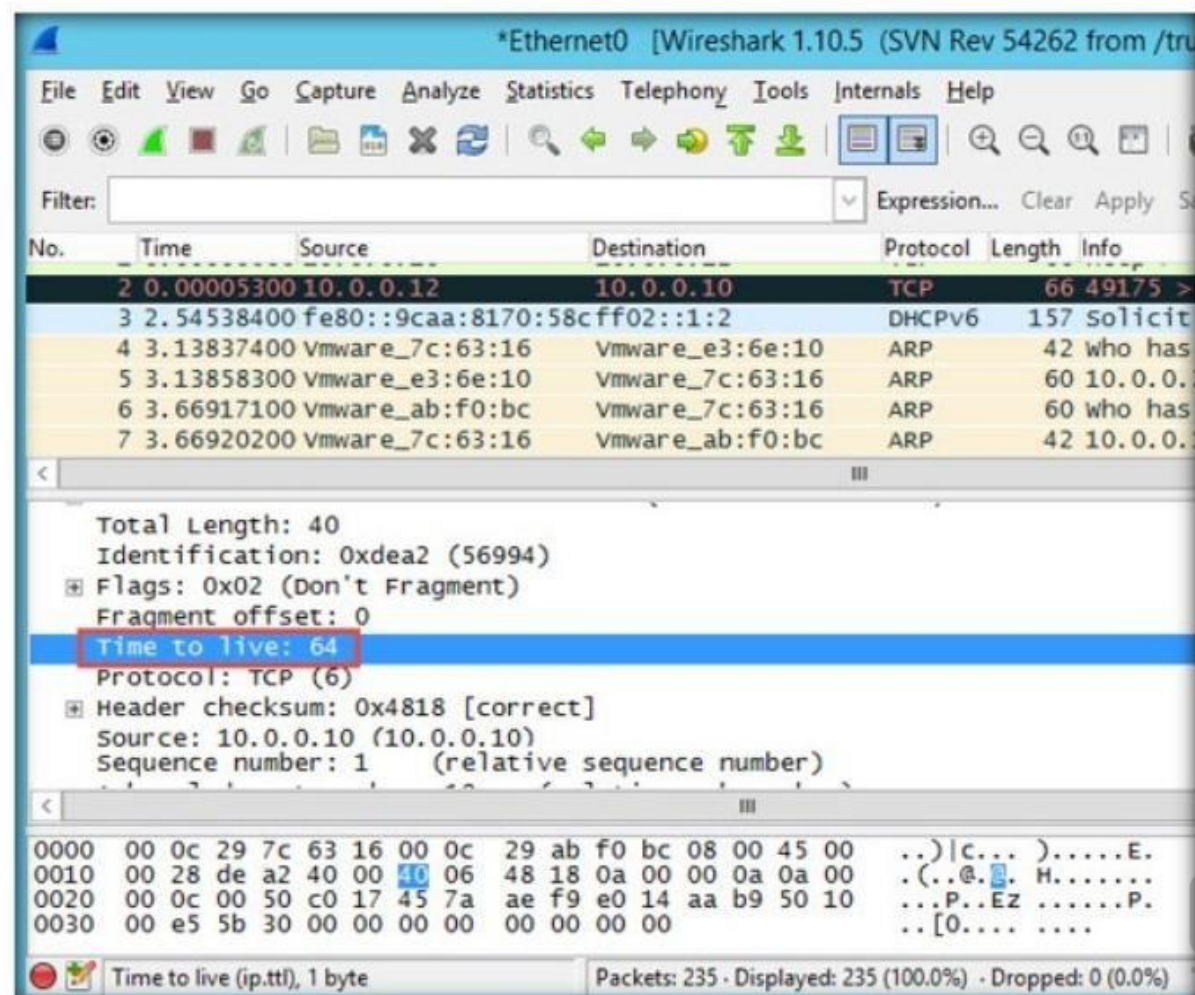 *Ethernet0 [Wireshark 1.10.5 (SVN Rev 54262 from /tru
File Edit View Go Capture Analyze Statistics Telephony Tools Internals Help
Filter: Expression... Clear Apply
No. Time Source Destination Protocol Length Info
2 0.00005300 10.0.0.12 10.0.0.10 TCP 66 49175 >
3 2.54538400 fe80::9caa:8170:58c ff02::1:2 DHCPv6 157 Solicit
4 3.13837400 Vmware_7c:63:16 Vmware_e3:6e:10 ARP 42 who has
5 3.13858300 Vmware_e3:6e:10 Vmware_7c:63:16 ARP 60 10.0.0.
6 3.66917100 Vmware_ab:f0:bc Vmware_7c:63:16 ARP 60 who has
7 3.66920200 Vmware_7c:63:16 Vmware_ab:f0:bc ARP 42 10.0.0.
Total Length: 40
Identification: 0xdea2 (56994)
Flags: 0x02 (Don't Fragment)
Fragment offset: 0
Time to live: 64
Protocol: TCP (6)
Header checksum: 0x4818 [correct]
Source: 10.0.0.10 (10.0.0.10)
Sequence number: 1 (relative sequence number)
0000 00 0c 29 7c 63 16 00 0c 29 ab f0 bc 08 00 45 00 ..)|c... ).....E.
0010 00 28 de a2 40 00 40 06 48 18 0a 00 00 0a 0a 00 .(..@.@. H.......
0020 00 0c 00 50 c0 17 45 7a ae f9 e0 14 aa b9 50 10 ...P..Ez ......P.
0030 00 e5 5b 30 00 00 00 00 00 00 00 00 ..[0.... ....
Time to live (ip.ttl), 1 byte Packets: 235 · Displayed: 235 (100.0%) · Dropped: 0 (0.0%)